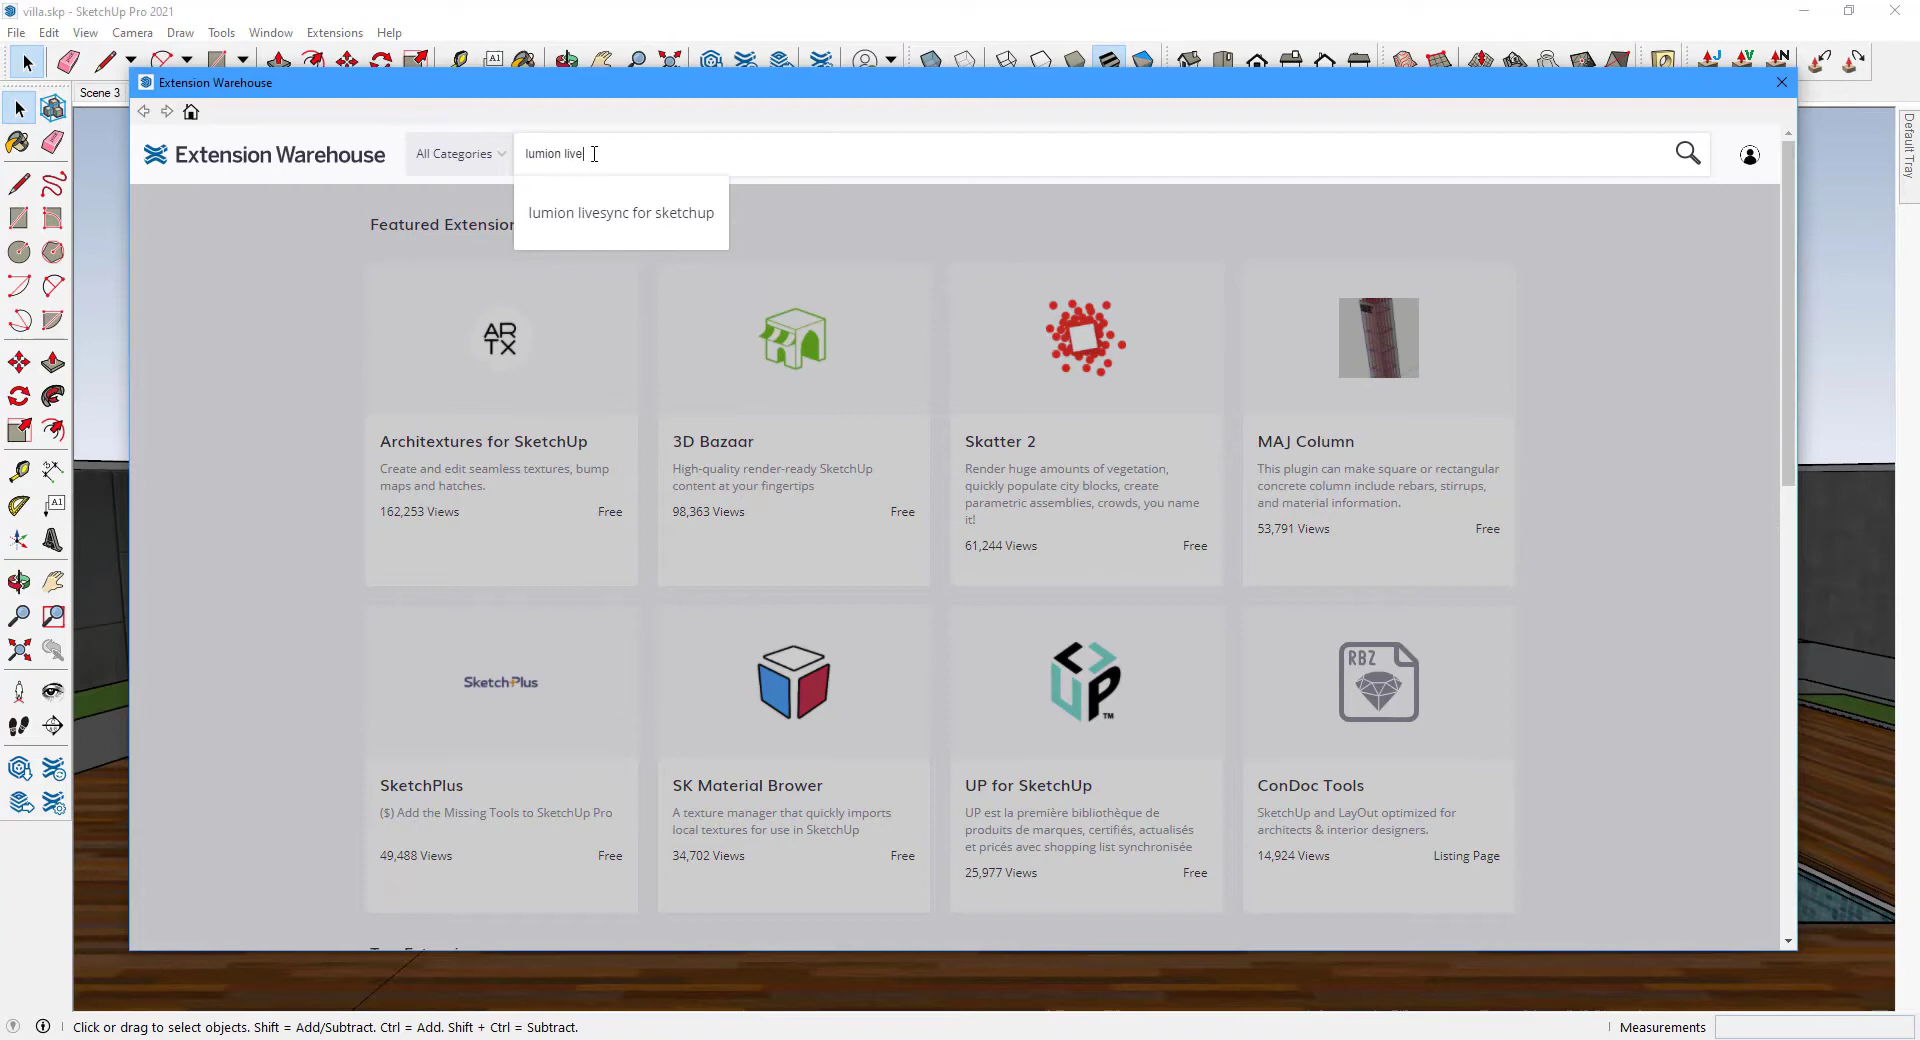 villa.skp - SketchUp Pro 2021
File Edit View Camera Draw Tools Window Extensions Help
A1
J V N
Scene 3
Extension Warehouse
Default Tray
Extension Warehouse
All Categories
lumion live
lumion livesync for sketchup
Featured Extension
AR
TX
Architextures for SketchUp
Create and edit seamless textures, bump
maps and hatches.
162,253 Views Free
3D Bazaar
High-quality render-ready SketchUp
content at your fingertips
98,363 Views Free
Skatter 2
Render huge amounts of vegetation,
quickly populate city blocks, create
parametric assemblies, crowds, you name
it!
61,244 Views Free
MAJ Column
This plugin can make square or rectangular
concrete column include rebars, stirrups,
and material information.
53,791 Views Free
A1
SketchPlus
SketchPlus
($) Add the Missing Tools to SketchUp Pro
49,488 Views Free
SK Material Brower
A texture manager that quickly imports
local textures for use in SketchUp
34,702 Views Free
UP™
UP for SketchUp
UP est la première bibliothèque de
produits de marques, certifiés, actualisés
et pricés avec shopping list synchronisée
25,977 Views Free
RBZ
ConDoc Tools
SketchUp and LayOut optimized for
architects & interior designers.
14,924 Views Listing Page
Click or drag to select objects. Shift = Add/Subtract. Ctrl = Add. Shift + Ctrl = Subtract.
Measurements